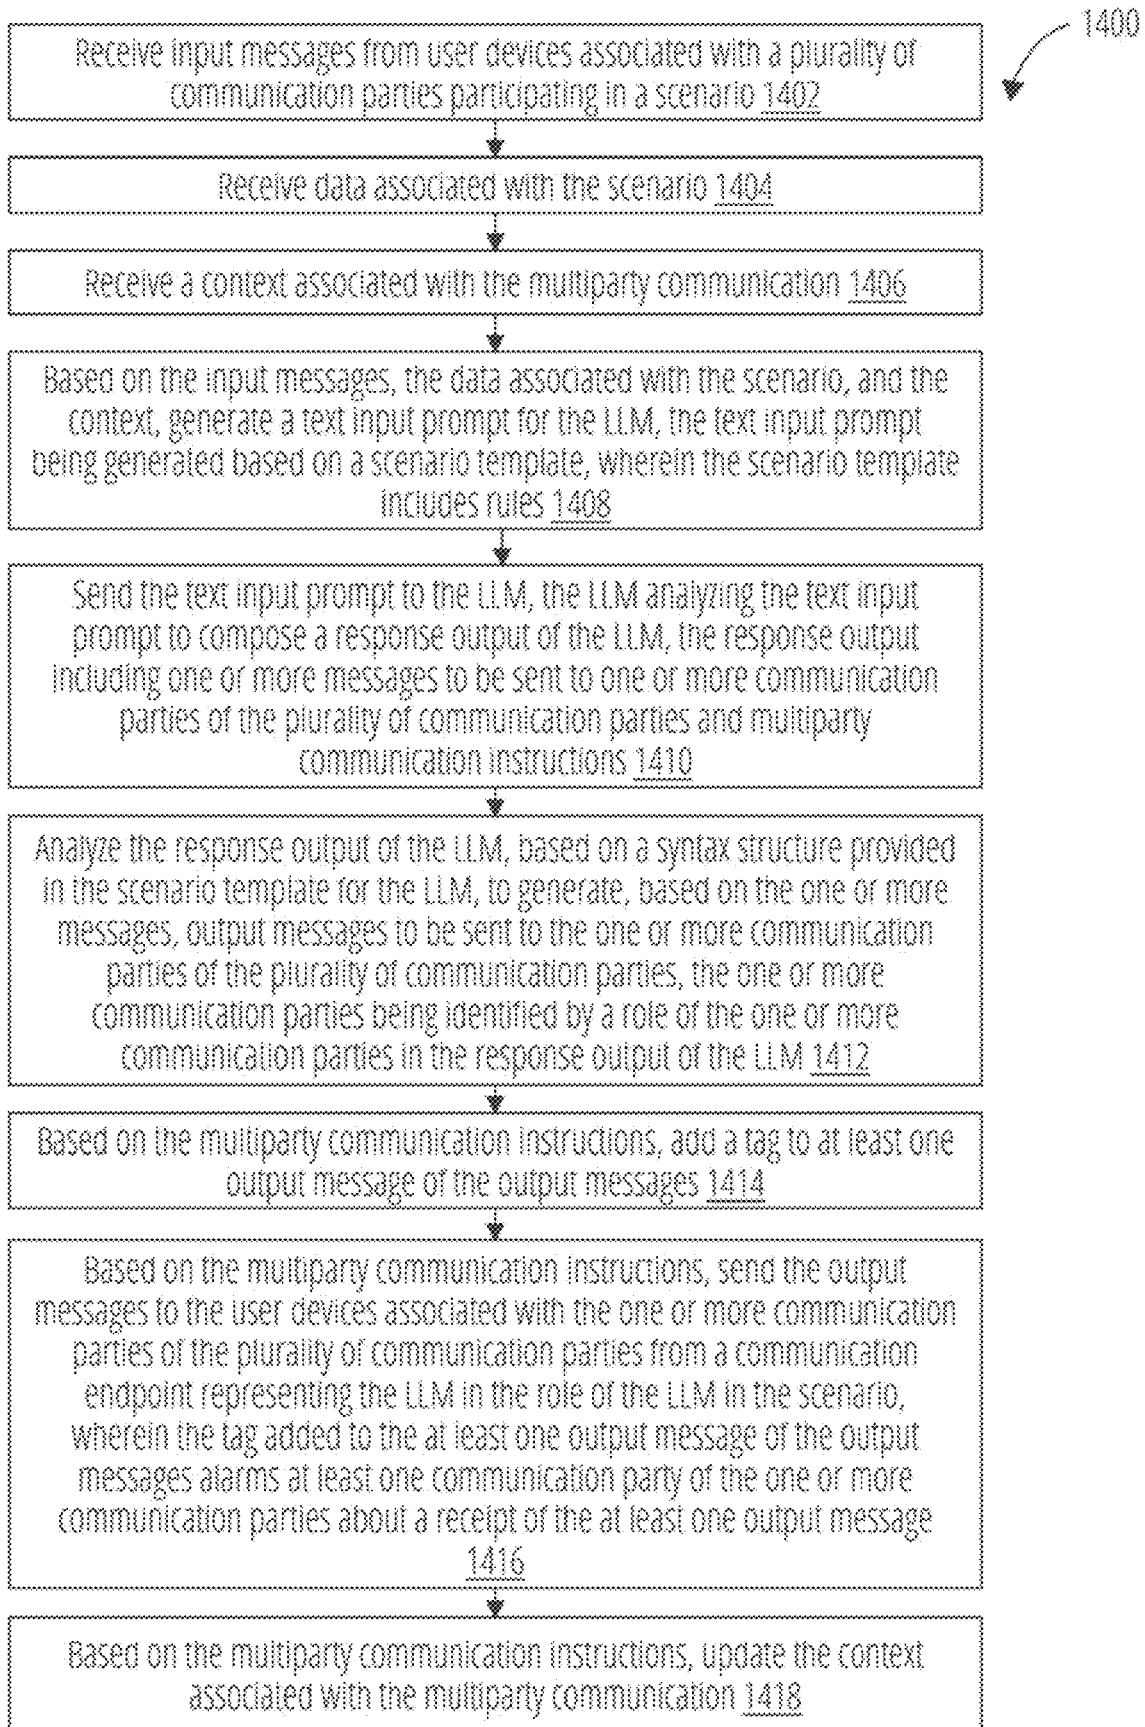 1400
Receive input messages from user devices associated with a plurality of
communication parties participating in a scenario 1402
Receive data associated with the scenario 1404
Receive a context associated with the multiparty communication 1406
Based on the input messages, the data associated with the scenario, and the
context, generate a text input prompt for the LLM, the text input prompt
being generated based on a scenario template, wherein the scenario template
includes rules 1408
Send the text input prompt to the LLM, the LLM analyzing the text input
prompt to compose a response output of the LLM, the response output
including one or more messages to be sent to one or more communication
parties of the plurality of communication parties and multiparty
communication instructions 1410
Analyze the response output of the LLM, based on a syntax structure provided
in the scenario template for the LLM, to generate, based on the one or more
messages, output messages to be sent to the one or more communication
parties of the plurality of communication parties, the one or more
communication parties being identified by a role of the one or more
communication parties in the response output of the LLM 1412
Based on the multiparty communication instructions, add a tag to at least one
output message of the output messages 1414
Based on the multiparty communication instructions, send the output
messages to the user devices associated with the one or more communication
parties of the plurality of communication parties from a communication
endpoint representing the LLM in the role of the LLM in the scenario,
wherein the tag added to the at least one output message of the output
messages alarms at least one communication party of the one or more
communication parties about a receipt of the at least one output message
1416
Based on the multiparty communication instructions, update the context
associated with the multiparty communication 1418